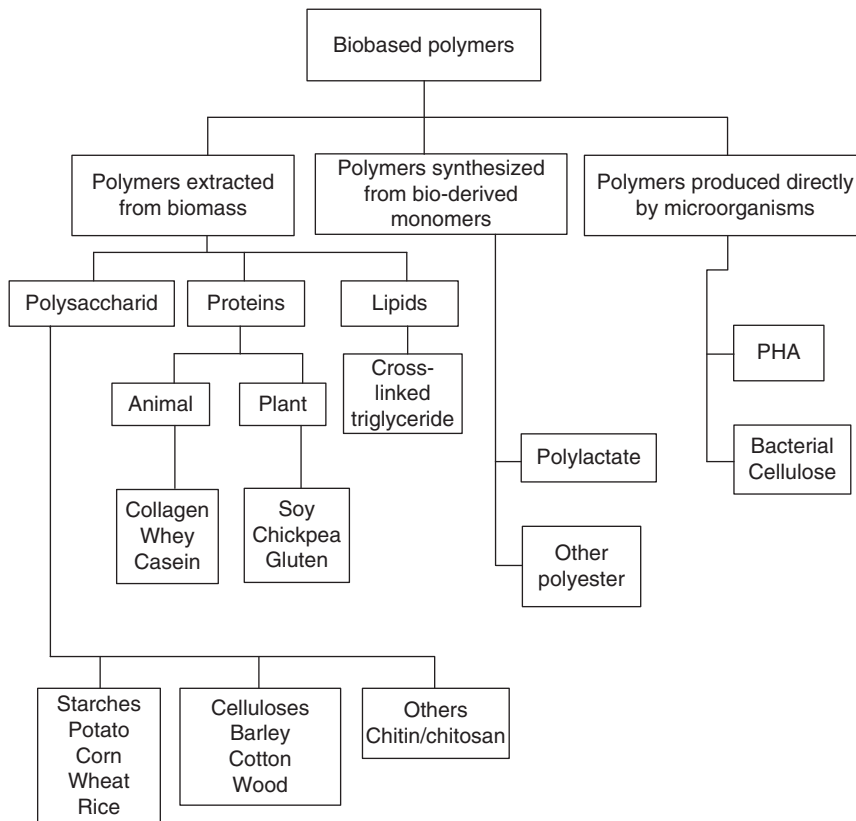 Biobased polymers
Polymers extracted
from biomass
Polymers synthesized
from bio-derived
monomers
Polymers produced directly
by microorganisms
Polysaccharid
Proteins
Lipids
Animal
Plant
Cross-
linked
triglyceride
PHA
Bacterial
Cellulose
Polylactate
Other
polyester
Collagen
Whey
Casein
Soy
Chickpea
Gluten
Starches
Potato
Corn
Wheat
Rice
Celluloses
Barley
Cotton
Wood
Others
Chitin/chitosan